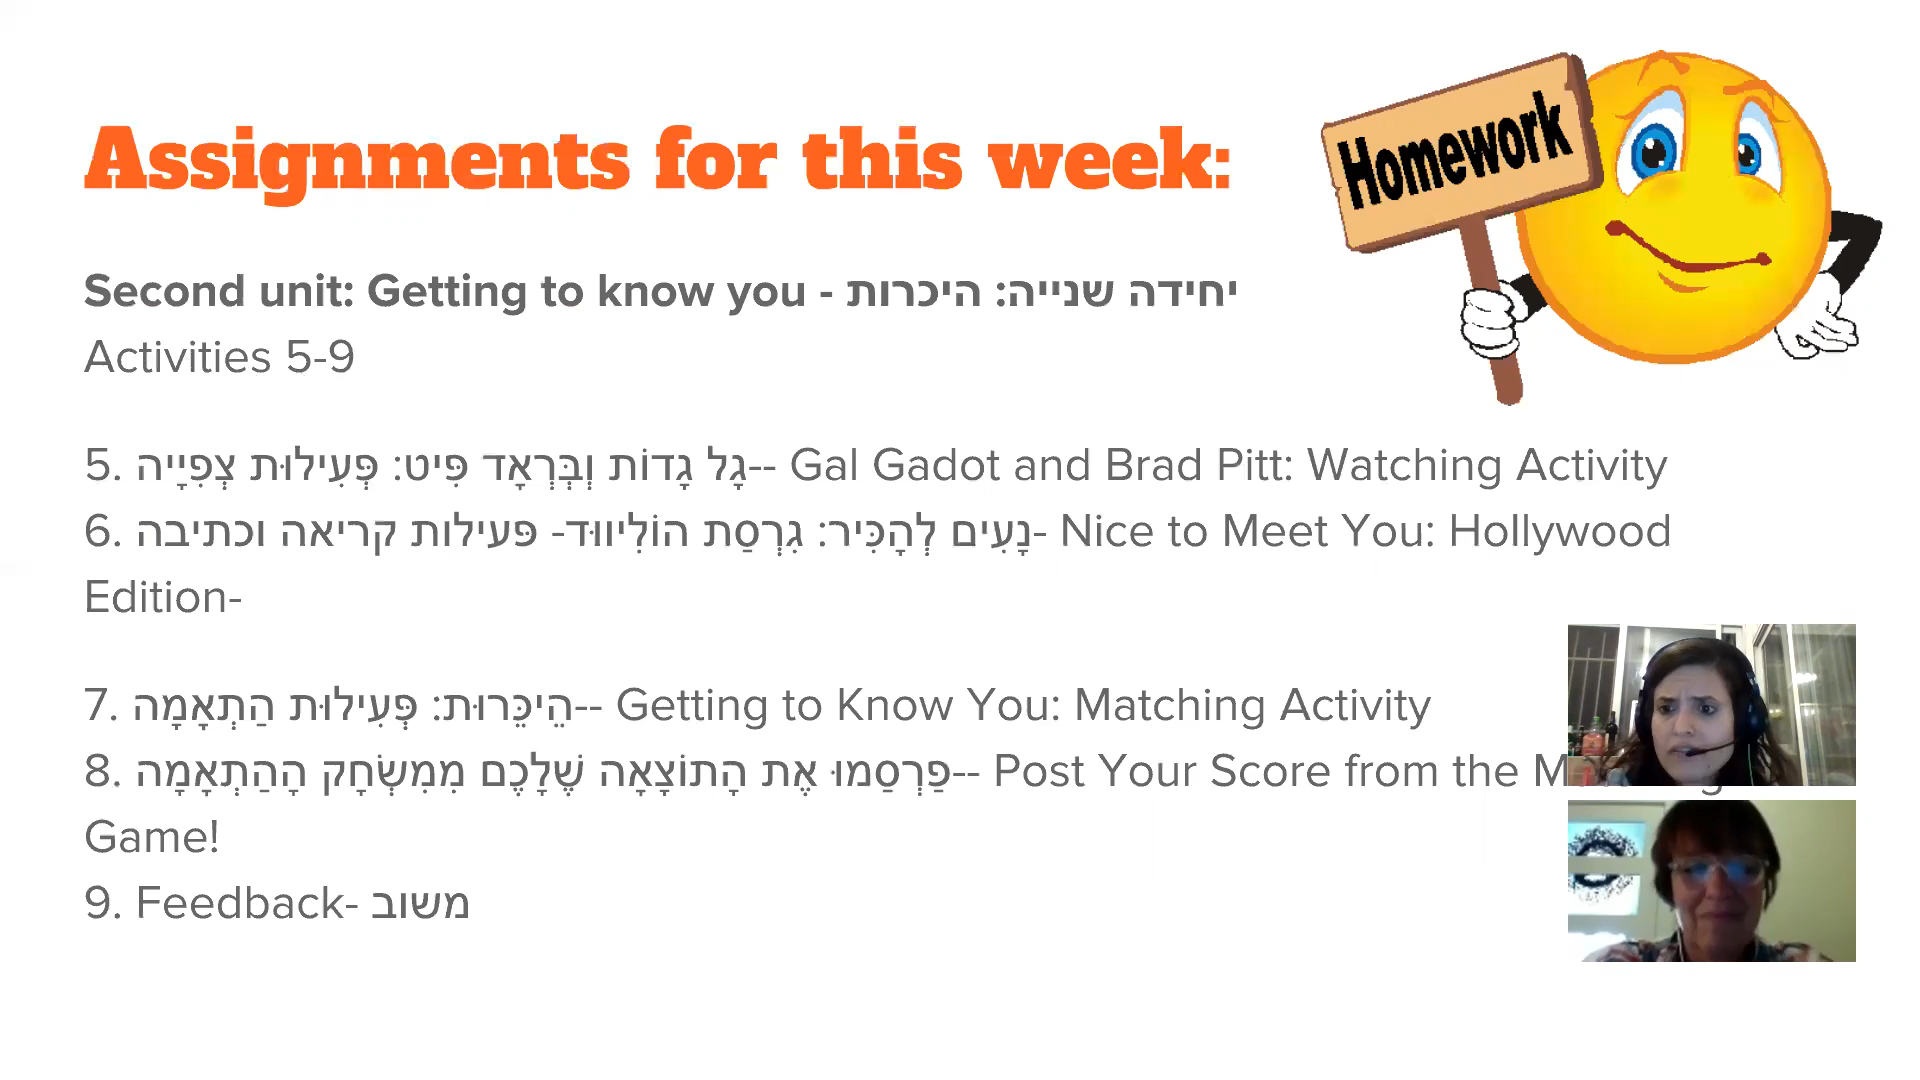 Assignments for this week:
Homework
Second unit: Getting to know you - יחידה שנייה: היכרות
Activities 5-9
5. גָל גָדוֹת וְבְּרְאָד פִּיט: פְּעִילוּת צְפִיָיה-- Gal Gadot and Brad Pitt: Watching Activity
6. נָעִים לְהָכִּיר: גִרְסַת הוֹלִיווּד- פעילות קריאה וכתיבה- Nice to Meet You: Hollywood
Edition-
7. הֵיכֵּרוּת: פְּעִילוּת הַתְאָמָה-- Getting to Know You: Matching Activity
8. פַרְסַמוּ אֶת הָתוֹצָאָה שֶׁלָכֶם מִמִשְׂחָק הָהַתְאָמָה-- Post Your Score from the
Game!
9. Feedback- משוב